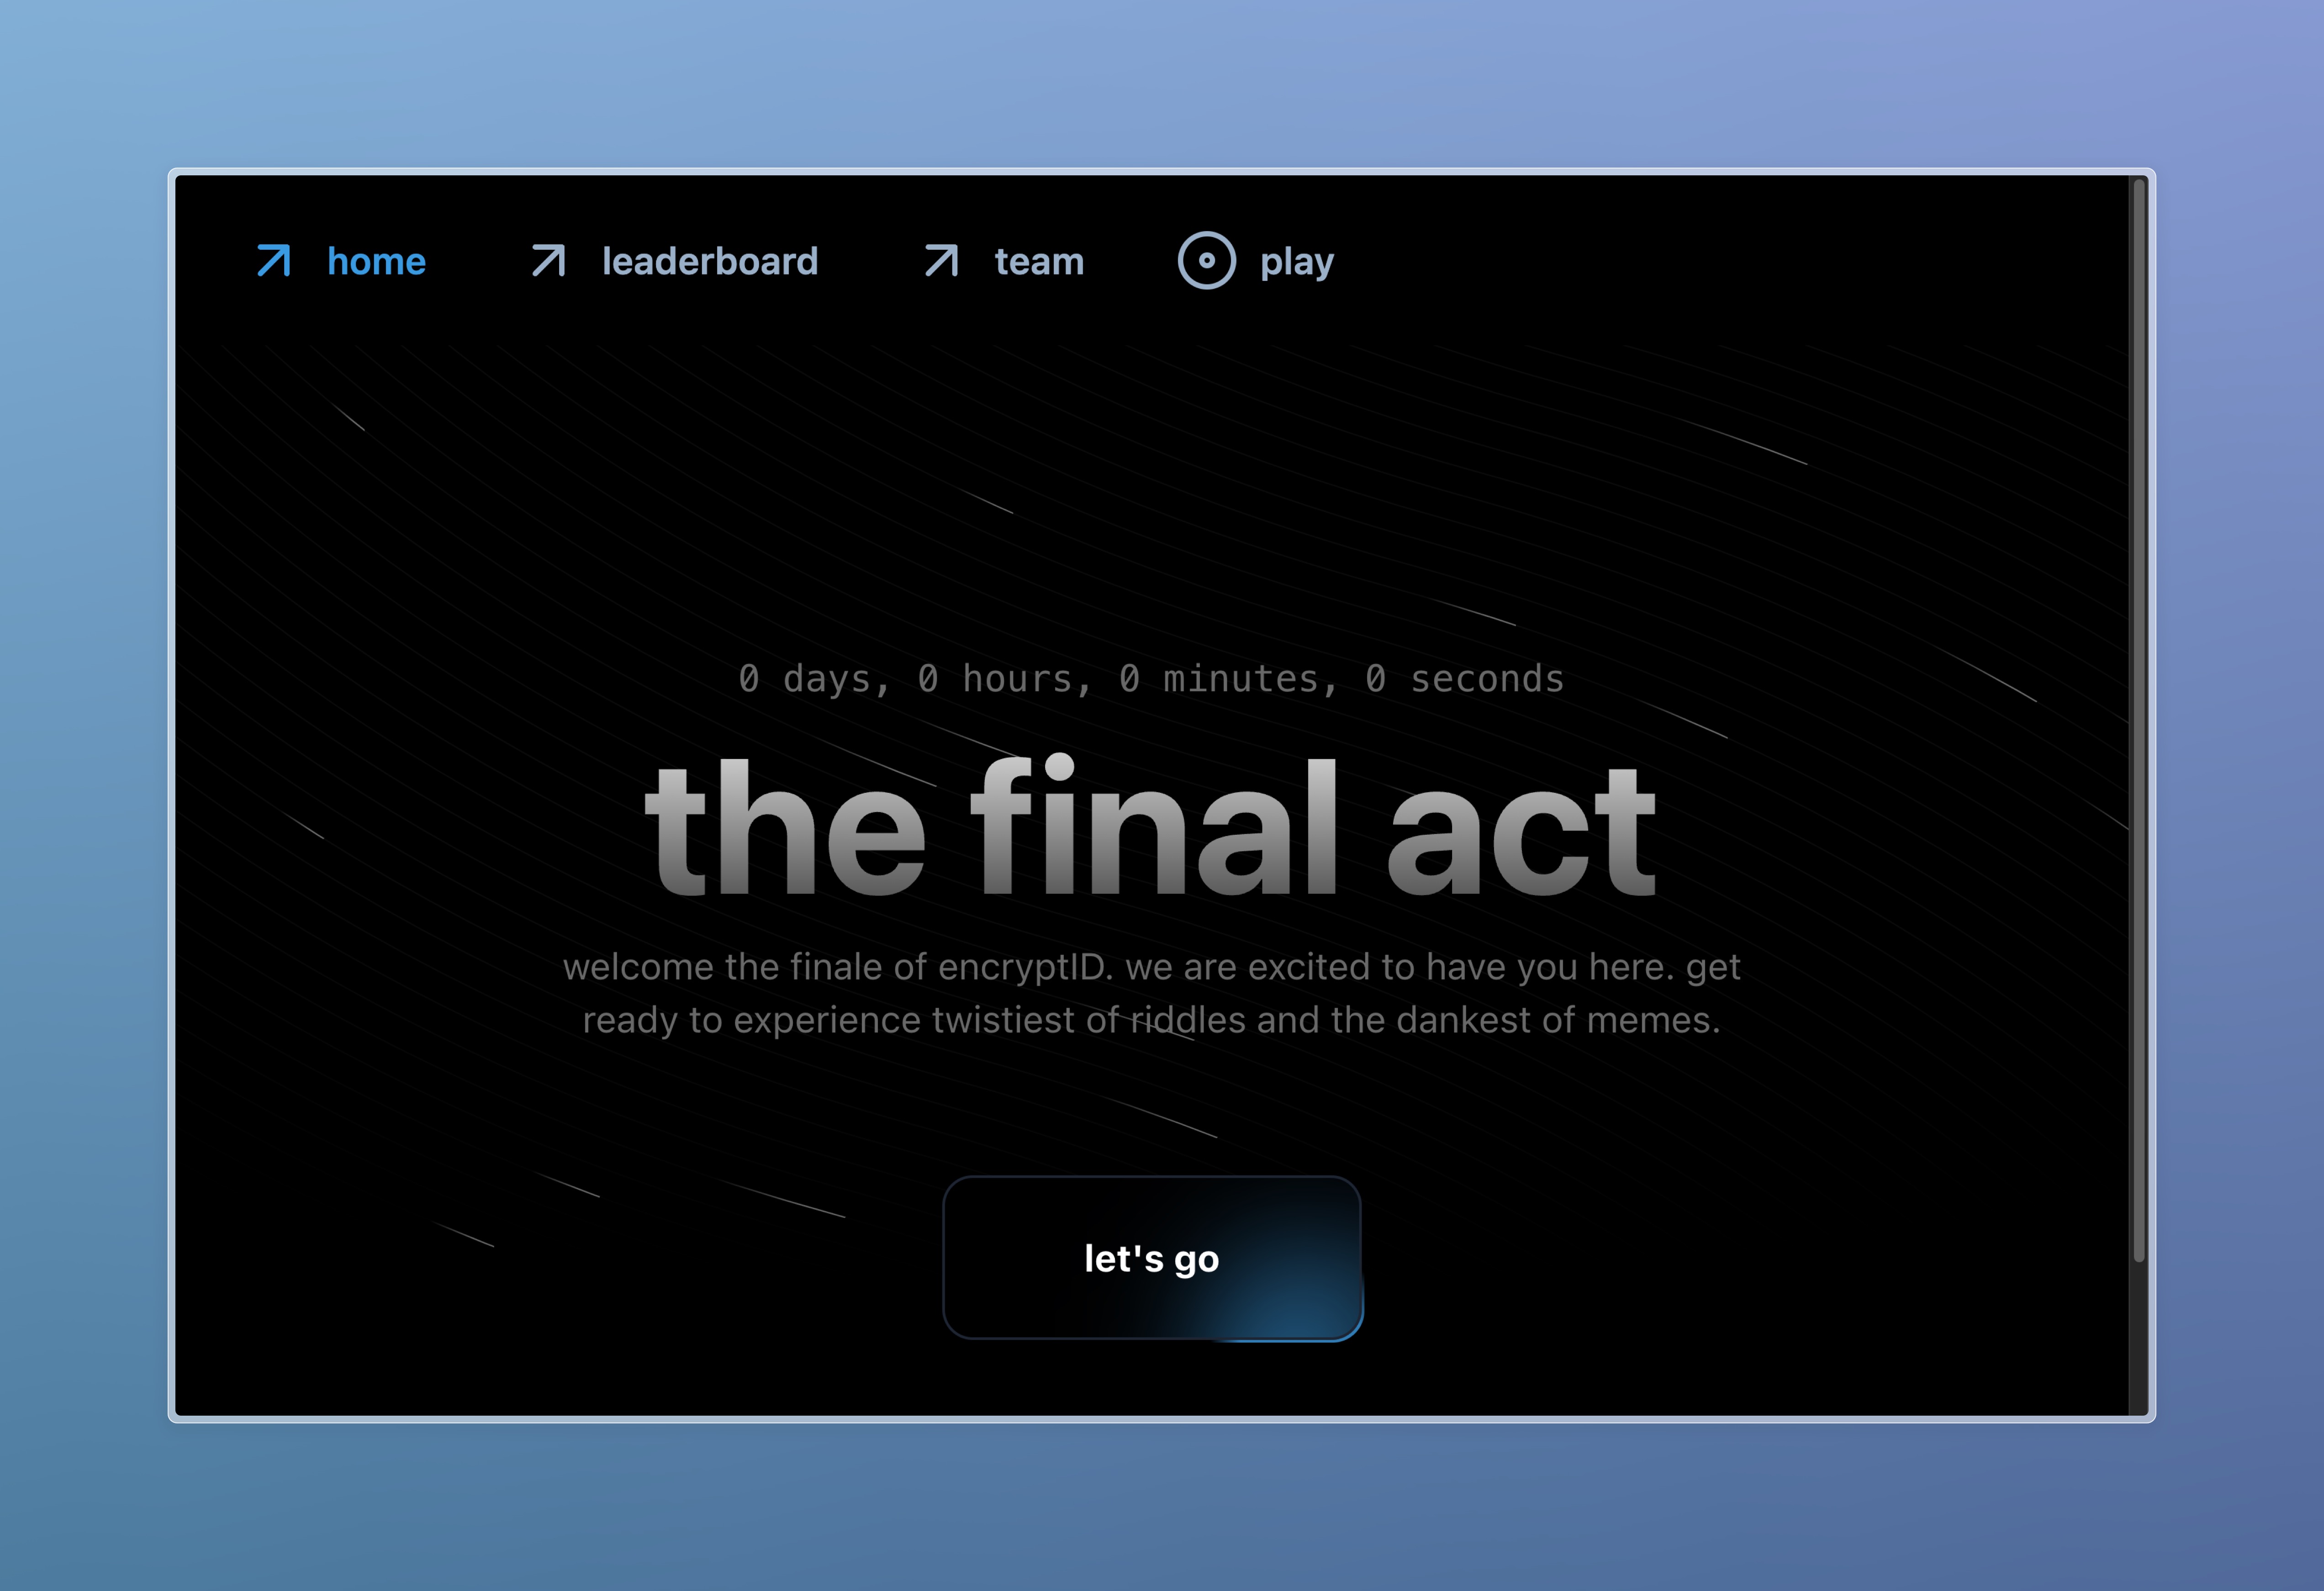 home
leaderboard
team
play
0 days, 0 hours, 0 minutes, 0 seconds
the final act
welcome the finale of encryptID. we are excited to have you here. get
ready to experience twistiest of riddles and the dankest of memes.
let's go